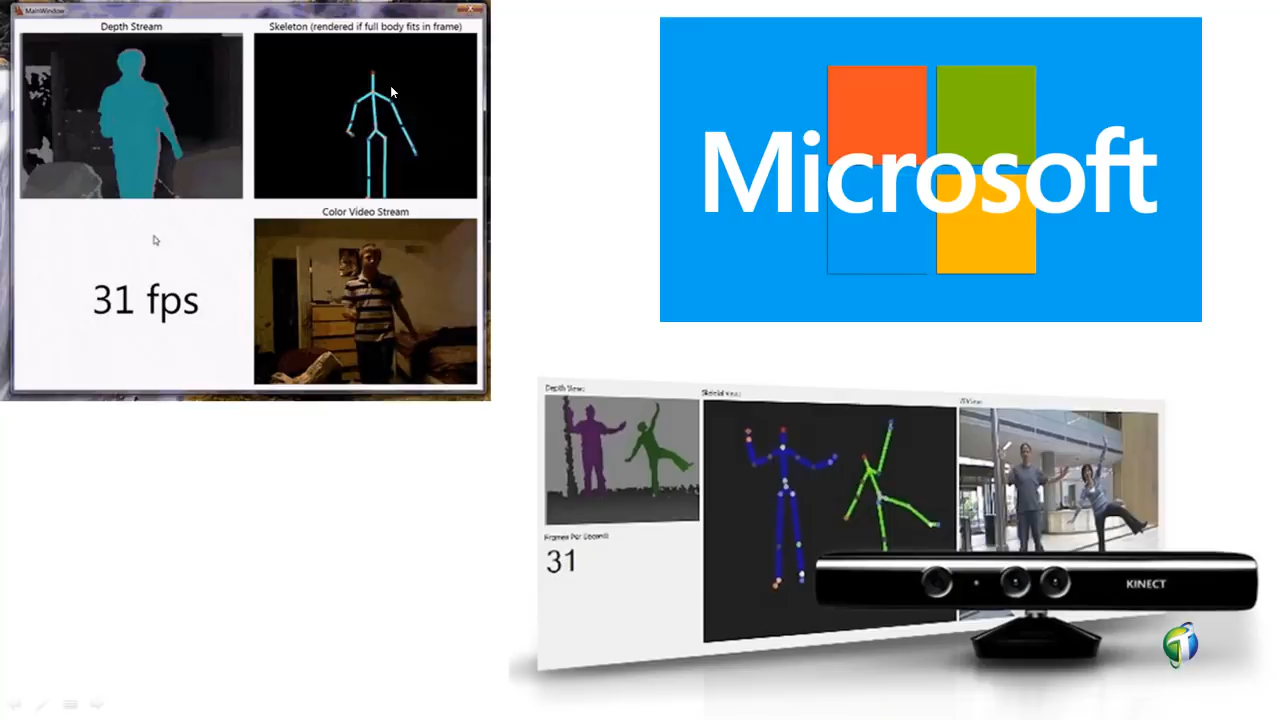 MainWindow
Depth Stream
Skeleton (rendered if full body fits in frame)
Color Video Stream
31 fps
Microsoft
Depth View:
Skeletal View:
Frames Per Second:
31
KINECT